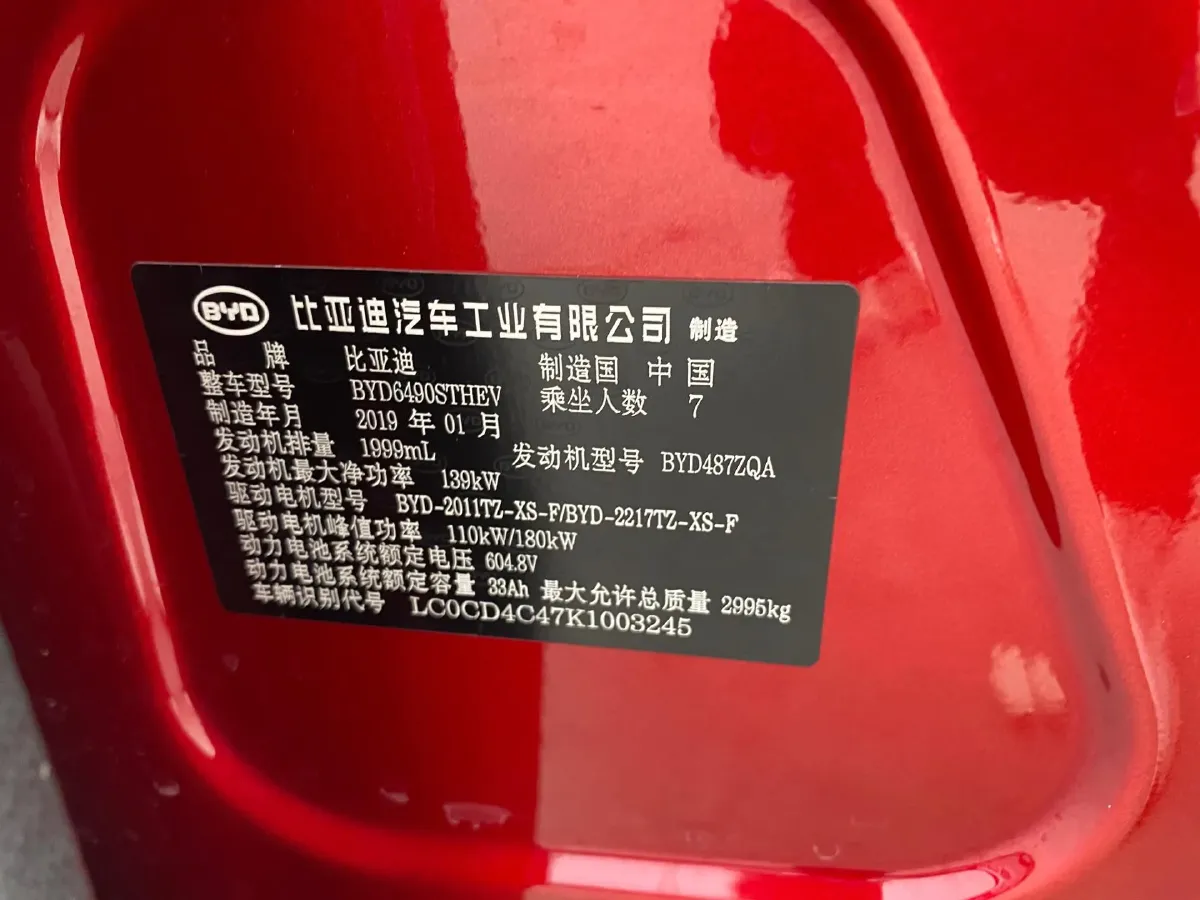 BYD 比亚迪汽车工业有限公司 制造
品 牌 比亚迪 制造国 中国
整车型号 BYD6490STHEV 乘坐人数 7
制造年月 2019 年 01 月
发动机排量 1999mL 发动机型号 BYD487ZQA
发动机最大净功率 139kW
驱动电机型号 BYD-2011TZ-XS-F/BYD-2217TZ-XS-F
驱动电机峰值功率 110kW/180kW
动力电池系统额定电压 604.8V
动力电池系统额定容量 33Ah 最大允许总质量 2995kg
车辆识别代号 LC0CD4C47K1003245